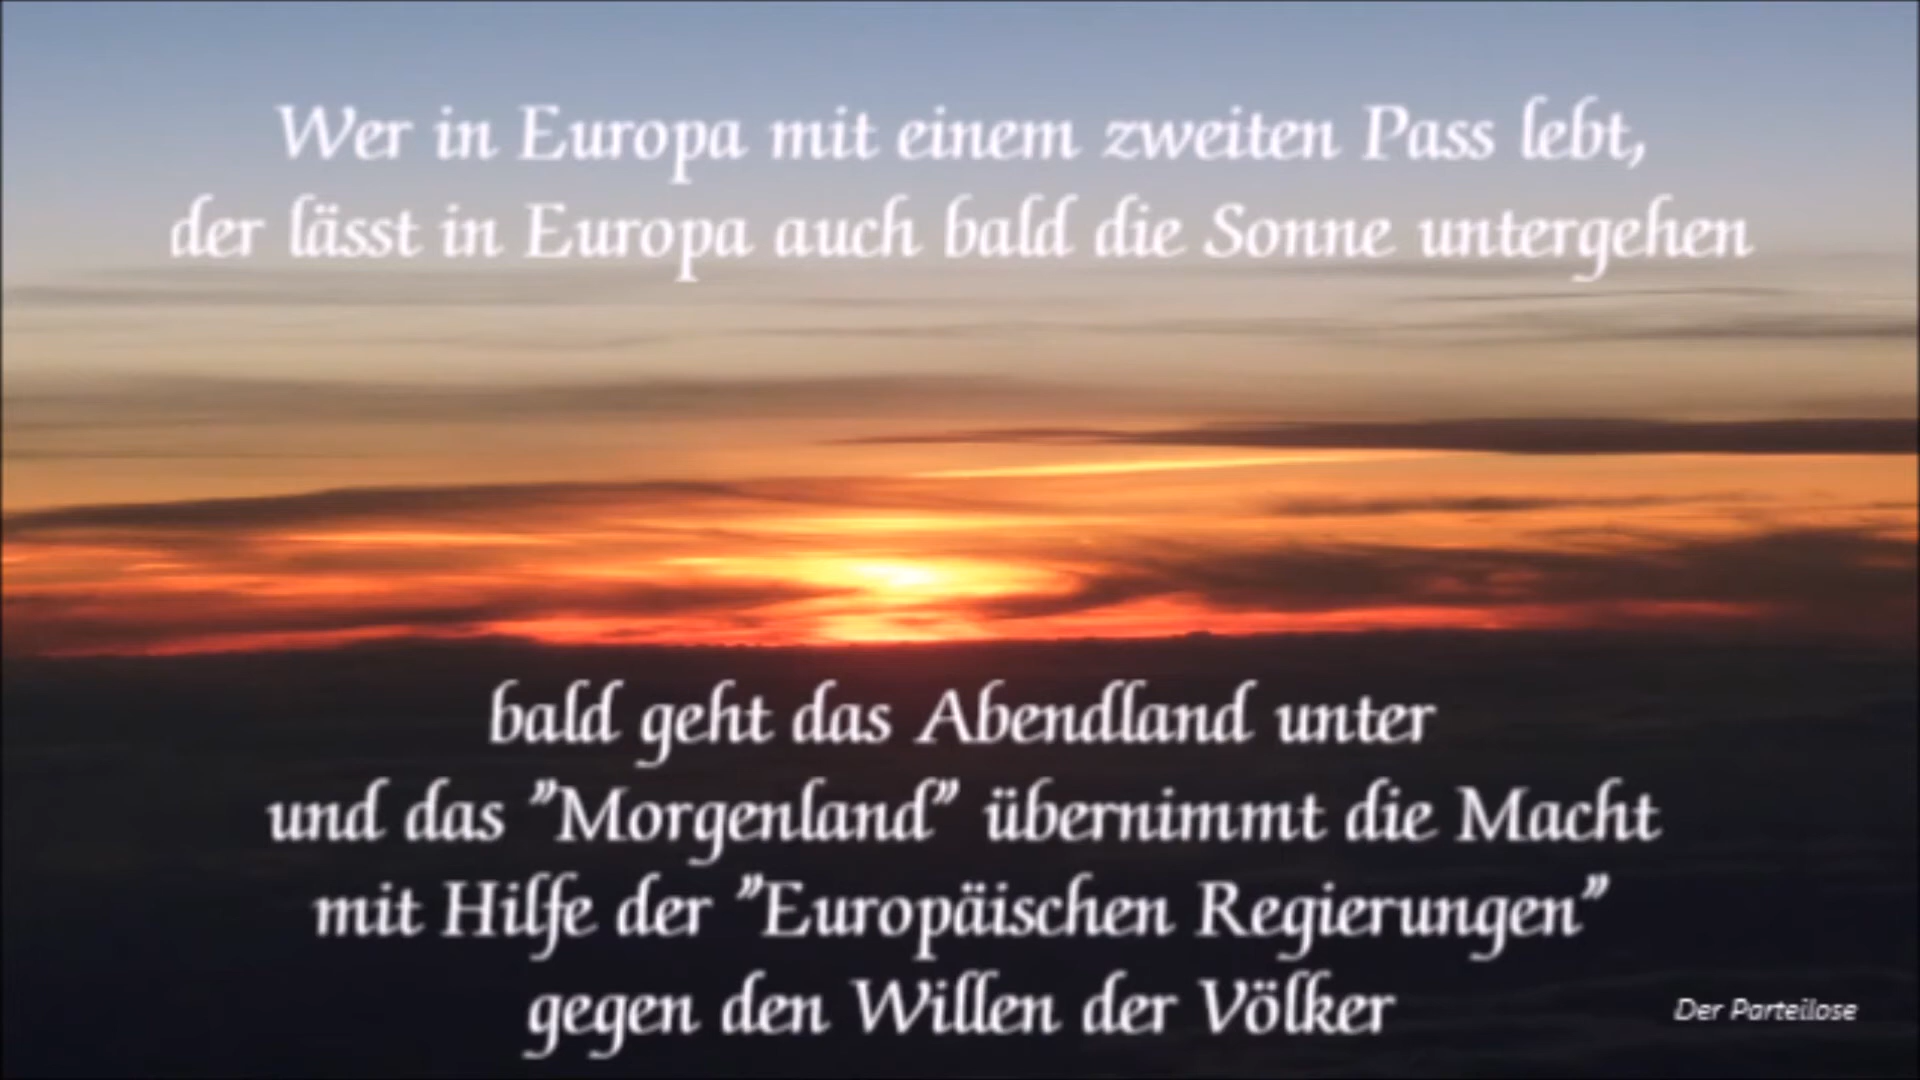 Wer in Europa mit einem zweiten Pass lebt,
der lässt in Europa auch bald die Sonne untergehen
bald geht das Abendland unter
und das "Morgenland" übernimmt die Macht
mit Hilfe der "Europäischen Regierungen"
gegen den Willen der Völker
Der Parteilose